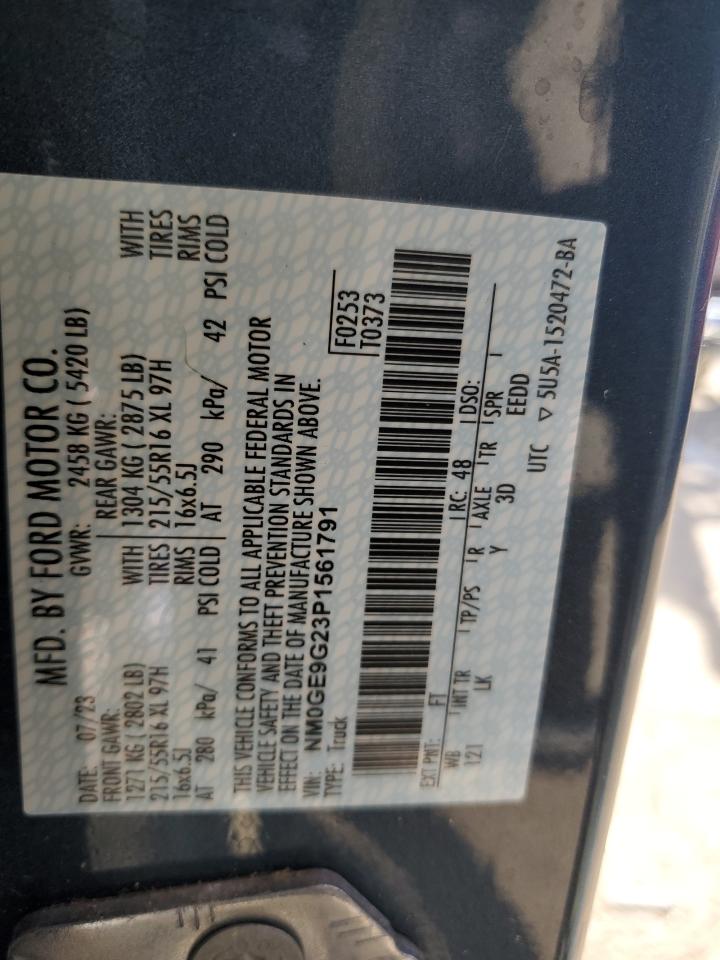 MFD. BY FORD MOTOR CO.
DATE: 07/23 GVWR: 2458 KG ( 5420 LB)
FRONT GAWR: REAR GAWR:
1271 KG ( 2802 LB) WITH 1304 KG ( 2875 LB) WITH
215/55R16 XL 97H TIRES 215/55R16 XL 97H TIRES
16x6.5J RIMS 16x6.5J RIMS
AT 280 kPa/ 41 PSI COLD AT 290 kPa/ 42 PSI COLD
THIS VEHICLE CONFORMS TO ALL APPLICABLE FEDERAL MOTOR
VEHICLE SAFETY AND THEFT PREVENTION STANDARDS IN
EFFECT ON THE DATE OF MANUFACTURE SHOWN ABOVE.
VIN: NM0GE9G23P1561791 F0253
TYPE: Truck T0373
EXT PNT: FT RC: 48 DSO:
WB INT TR TP/PS R AXLE TR SPR
121 LK Y 3D EEDD
UTC ▽ 5U5A-1520472-BA